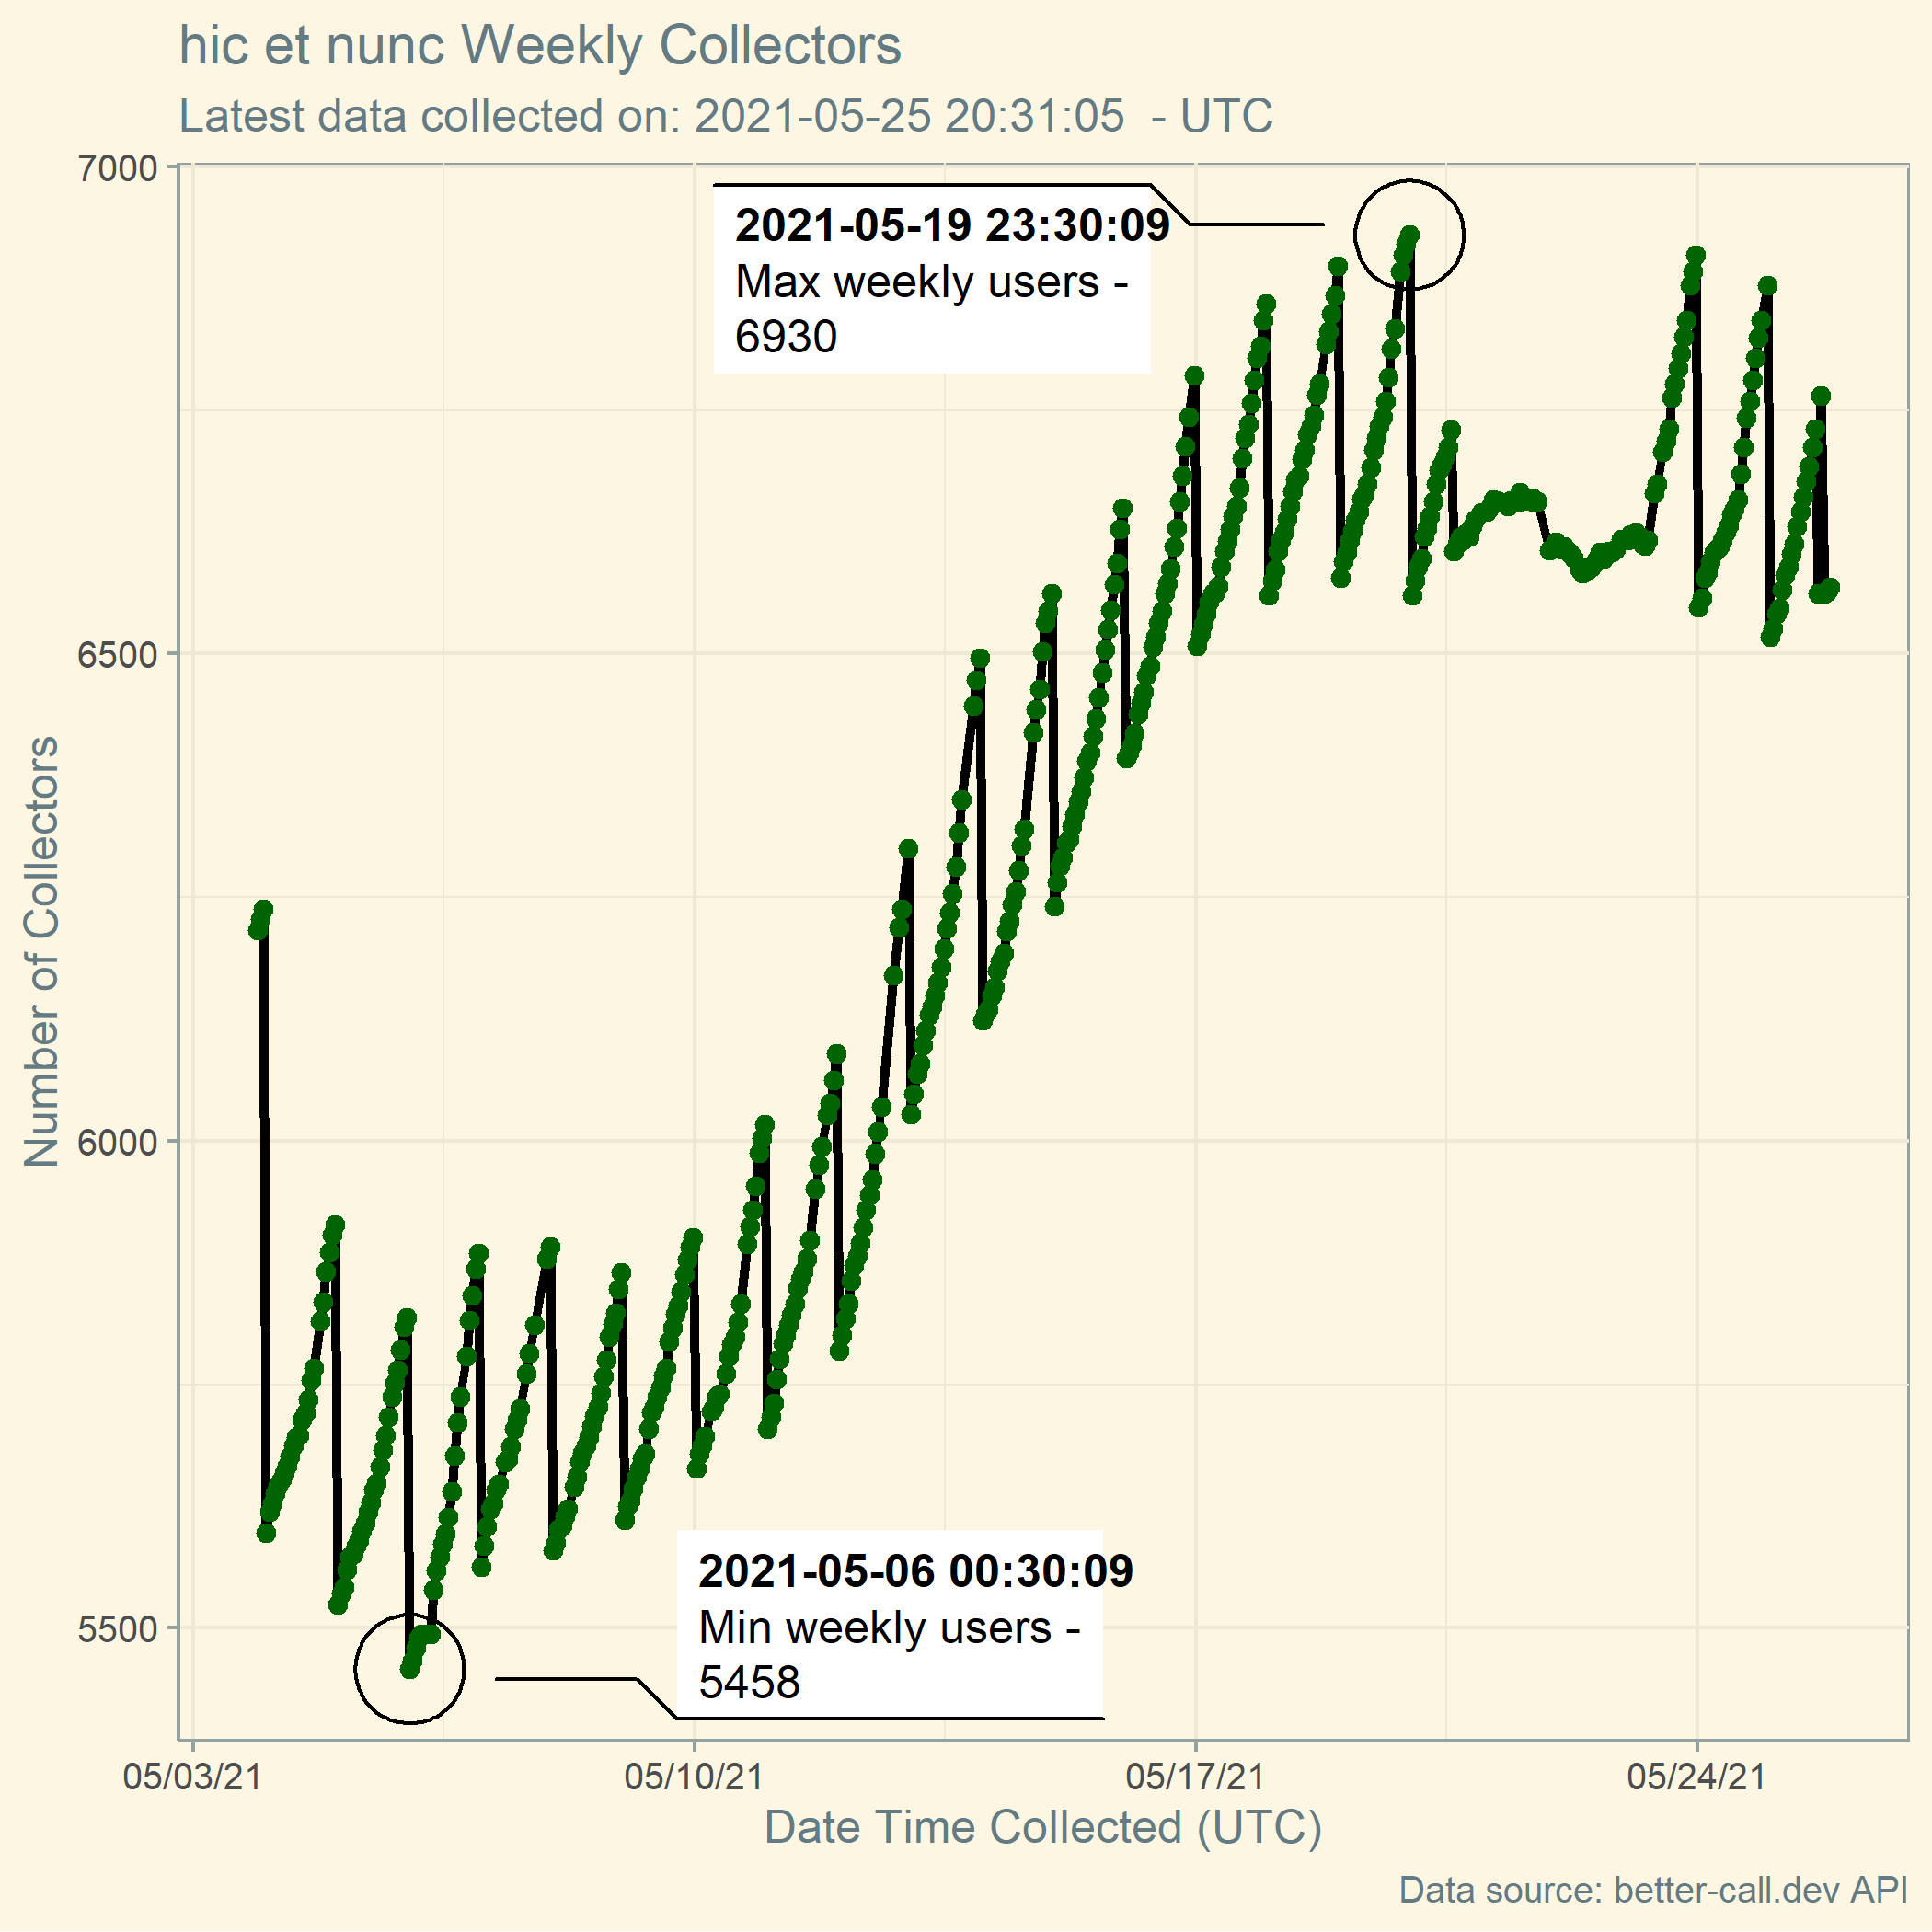 hic et nunc Weekly Collectors
Latest data collected on: 2021-05-25 20:31:05  - UTC
7000
6500
6000
5500
Number of Collectors
2021-05-19 23:30:09
Max weekly users -
6930
2021-05-06 00:30:09
Min weekly users -
5458
05/03/21
05/10/21
05/17/21
05/24/21
Date Time Collected (UTC)
Data source: better-call.dev API